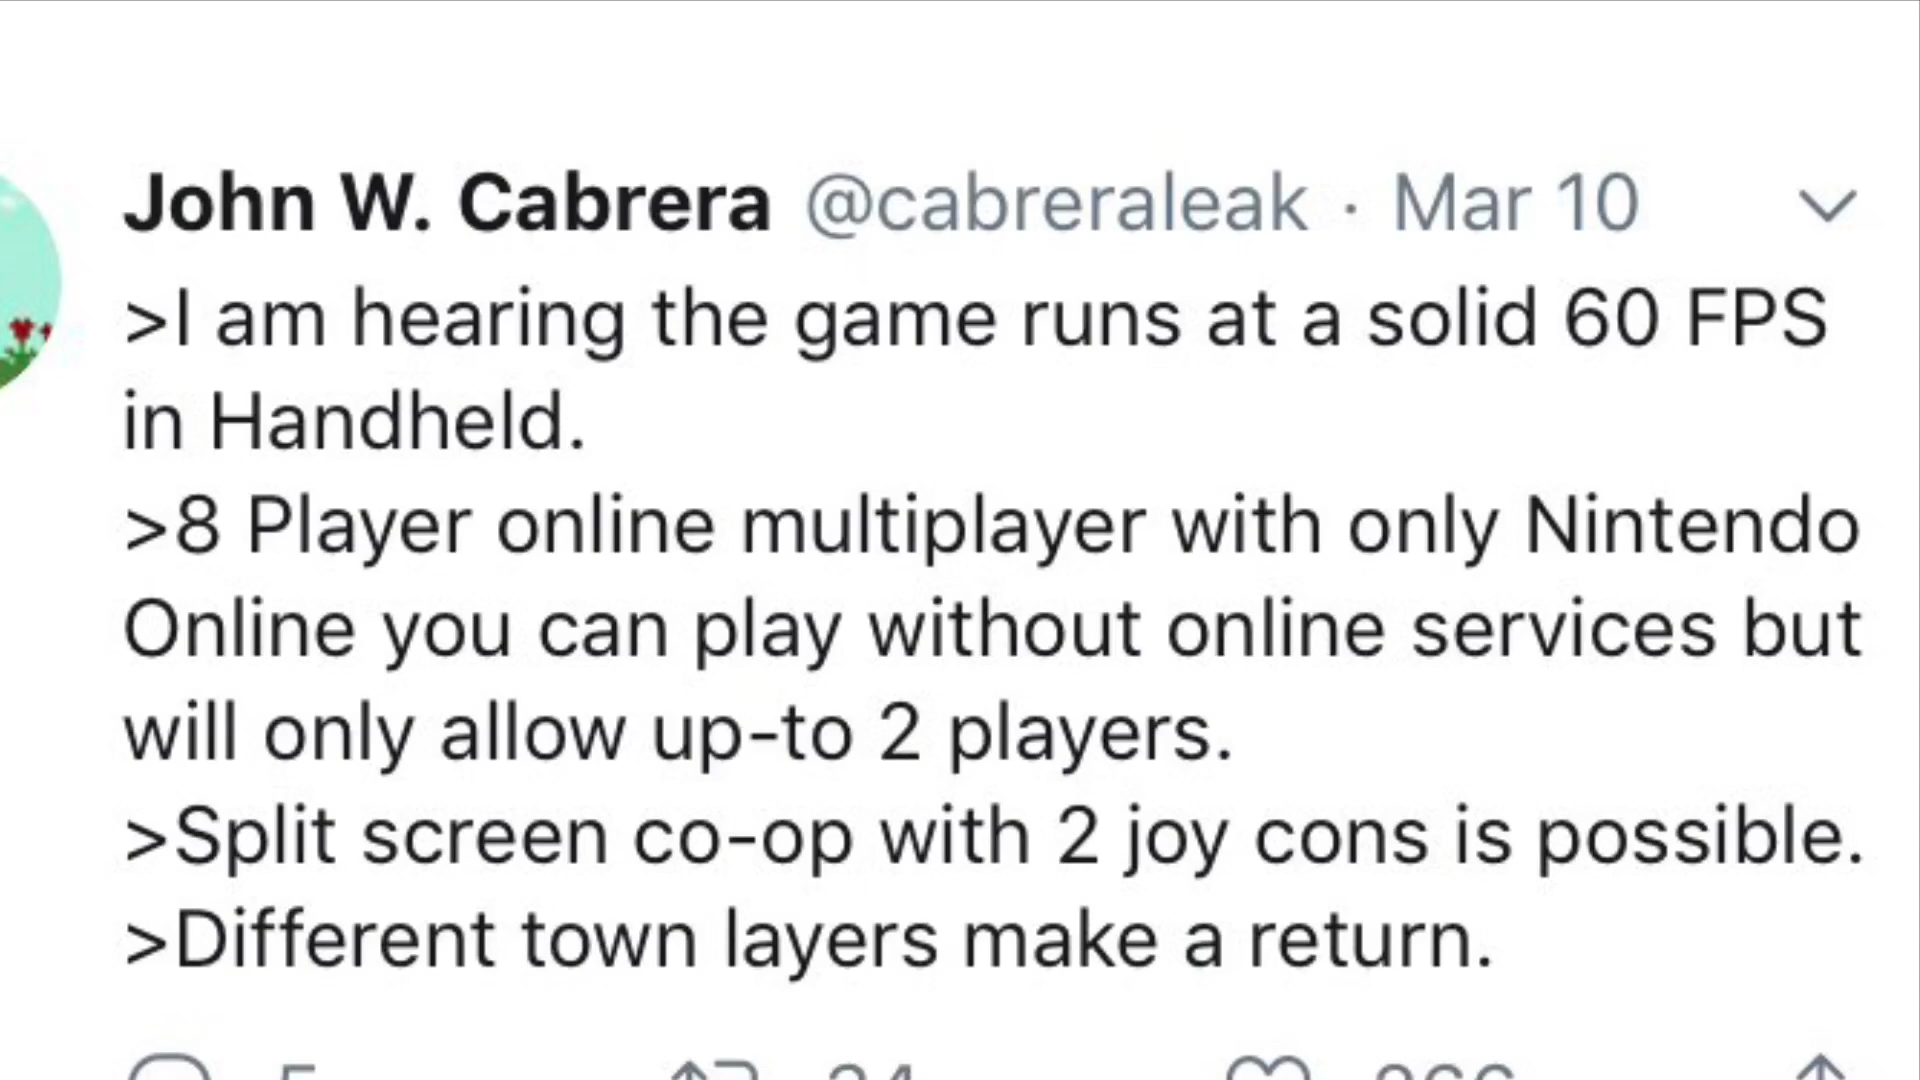 John W. Cabrera @cabreraleak · Mar 10
>I am hearing the game runs at a solid 60 FPS
in Handheld.
>8 Player online multiplayer with only Nintendo
Online you can play without online services but
will only allow up-to 2 players.
>Split screen co-op with 2 joy cons is possible.
>Different town layers make a return.